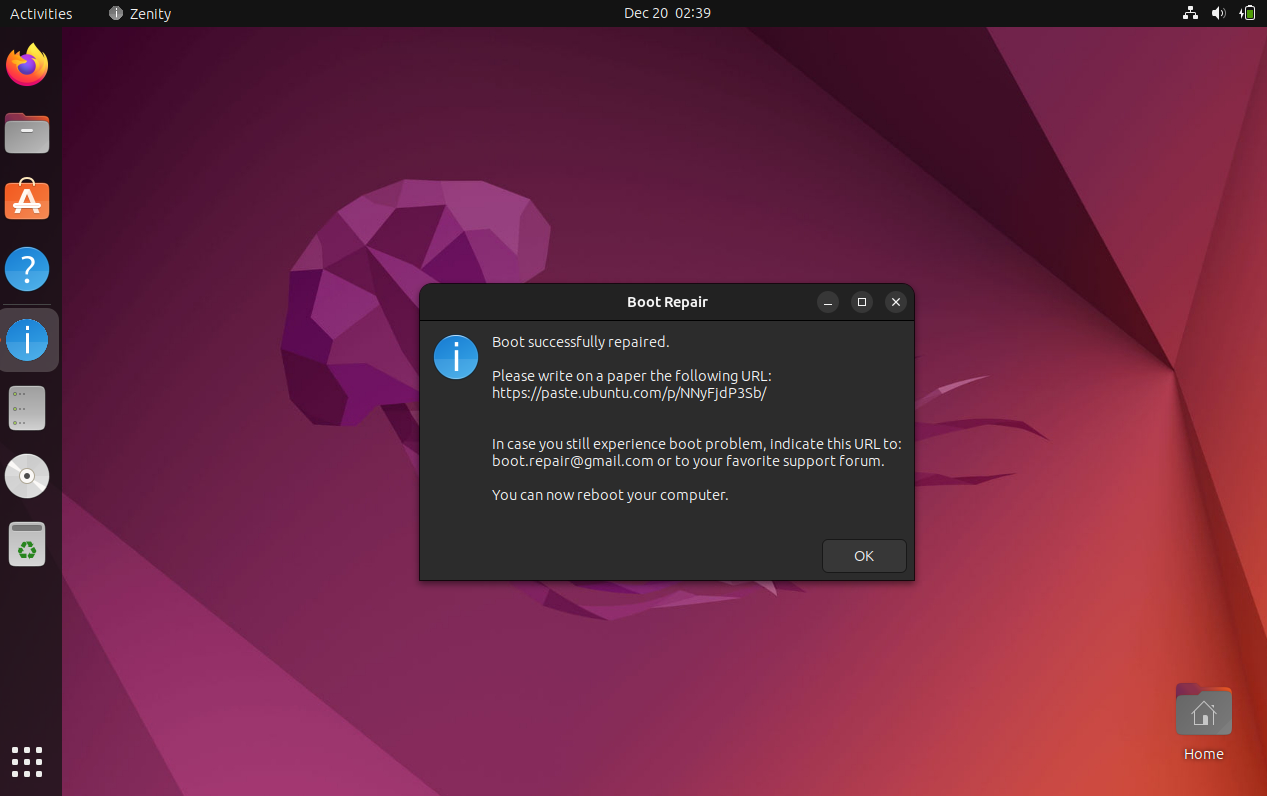 Activities
Zenity
Dec 20 02:39
Boot Repair
Boot successfully repaired.
Please write on a paper the following URL:
https://paste.ubuntu.com/p/NNyFJdP3Sb/
In case you still experience boot problem, indicate this URL to:
boot.repair@gmail.com or to your favorite support forum.
You can now reboot your computer.
OK
Home